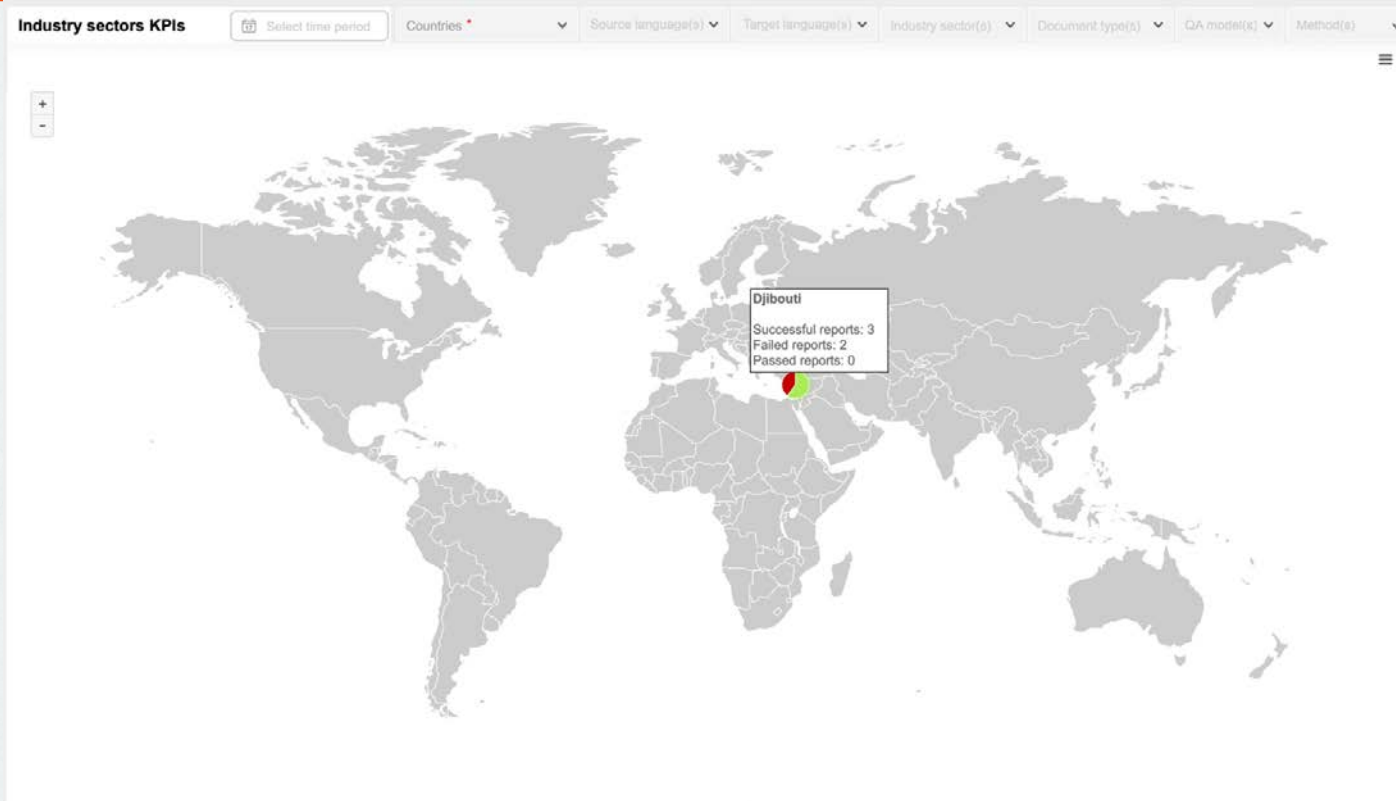 Industry sectors KPIs
Select time period
Countries *
Source language(s)
Target language(s)
Industry sector(s)
Document type(s)
QA model(s)
Method(s)
+
-
Djibouti
Successful reports: 3
Failed reports: 2
Passed reports: 0